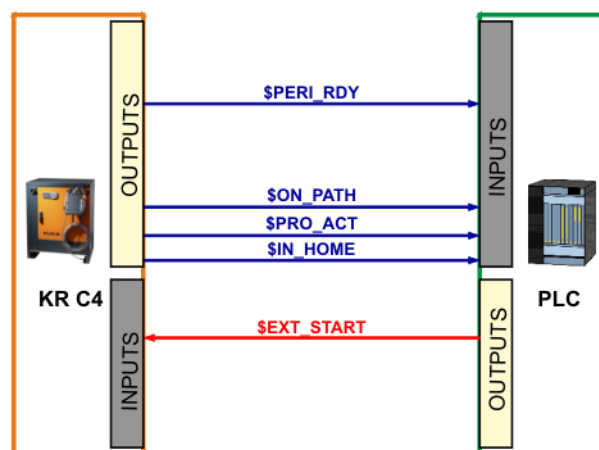 OUTPUTS
$PERI_RDY
INPUTS
$ON_PATH
$PRO_ACT
$IN_HOME
KR C4
PLC
INPUTS
$EXT_START
OUTPUTS